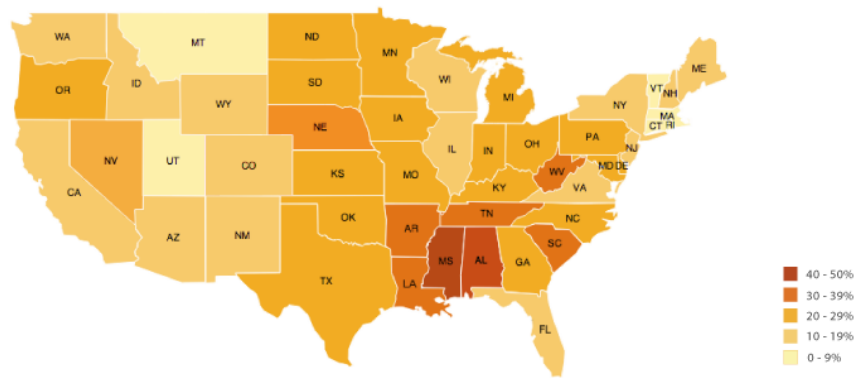 WA
MT
ND
MN
ME
OR
ID
SD
WI
VT
NH
WY
MI
NY
MA
CT RI
NE
IA
PA
NV
UT
CO
IL
IN
OH
NJ
MD
DE
CA
KS
MO
WV
VA
KY
AZ
NM
OK
AR
TN
NC
SC
TX
LA
MS
AL
GA
FL
40 - 50%
30 - 39%
20 - 29%
10 - 19%
0 - 9%